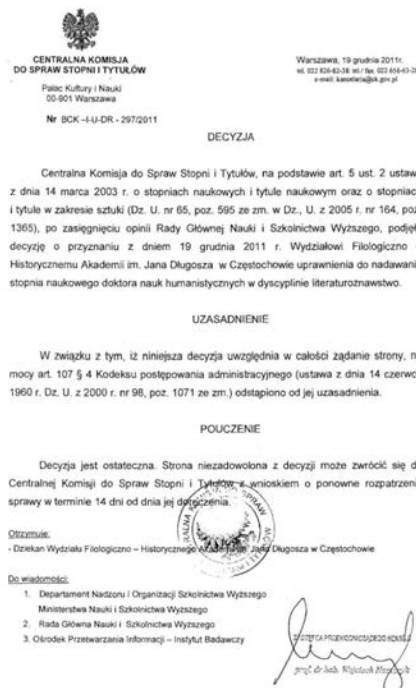 CENTRALNA KOMISJA
DO SPRAW STOPNI I TYTUŁÓW
Pałac Kultury i Nauki
00-901 Warszawa
Nr BCK –I-U-DR - 297/2011
Warszawa, 19 grudnia 2011r.
DECYZJA
Centralna Komisja do Spraw Stopni i Tytułów, na podstawie art. 5 ust. 2 ustaw
z dnia 14 marca 2003 r. o stopniach naukowych i tytule naukowym oraz o stopniac
i tytule w zakresie sztuki (Dz. U. nr 65, poz. 595 ze zm. w Dz., U. z 2005 r. nr 164, poz
1365), po zasięgnięciu opinii Rady Głównej Nauki i Szkolnictwa Wyższego, podję
decyzję o przyznaniu z dniem 19 grudnia 2011 r. Wydziałowi Filologiczno
Historycznemu Akademii im. Jana Długosza w Częstochowie uprawnienia do nadawani
stopnia naukowego doktora nauk humanistycznych w dyscyplinie literaturoznawstwo.
UZASADNIENIE
W związku z tym, iż niniejsza decyzja uwzględnia w całości żądanie strony, n
mocy art. 107 § 4 Kodeksu postępowania administracyjnego (ustawa z dnia 14 czerwc
1960 r. Dz. U. z 2000 r. nr 98, poz. 1071 ze zm.) odstąpiono od jej uzasadnienia.
POUCZENIE
Decyzja jest ostateczna. Strona niezadowolona z decyzji może zwrócić się d
Centralnej Komisji do Spraw Stopni i Tytułów z wnioskiem o ponowne rozpatrzeni
sprawy w terminie 14 dni od dnia jej doręczenia.
Otrzymuje:
- Dziekan Wydziału Filologiczno – Historycznego Akademii im. Jana Długosza w Częstochowie
Do wiadomości:
1. Departament Nadzoru i Organizacji Szkolnictwa Wyższego
Ministerstwa Nauki i Szkolnictwa Wyższego
2. Rada Główna Nauki i Szkolnictwa Wyższego
3. Ośrodek Przetwarzania Informacji – Instytut Badawczy
prof. dr hab. Wojciech